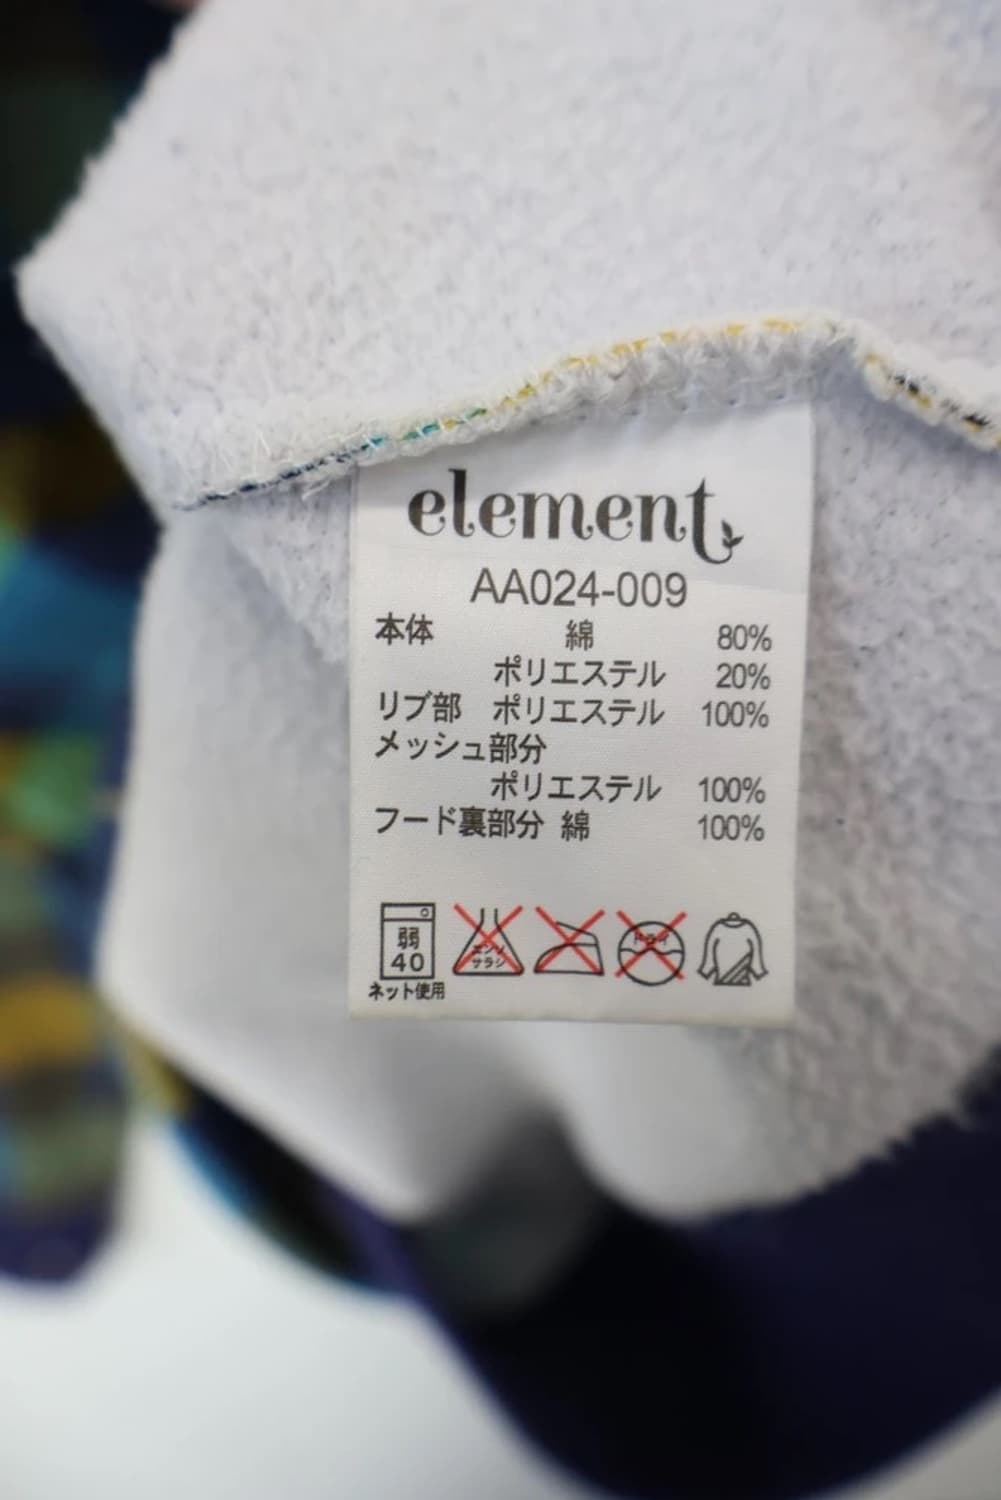 element
AA024-009
本体 綿 80%
ポリエステル 20%
リブ部 ポリエステル 100%
メッシュ部分
ポリエステル 100%
フード裏部分 綿 100%
弱
40
エンソ
サラシ
ドライ
ネット使用